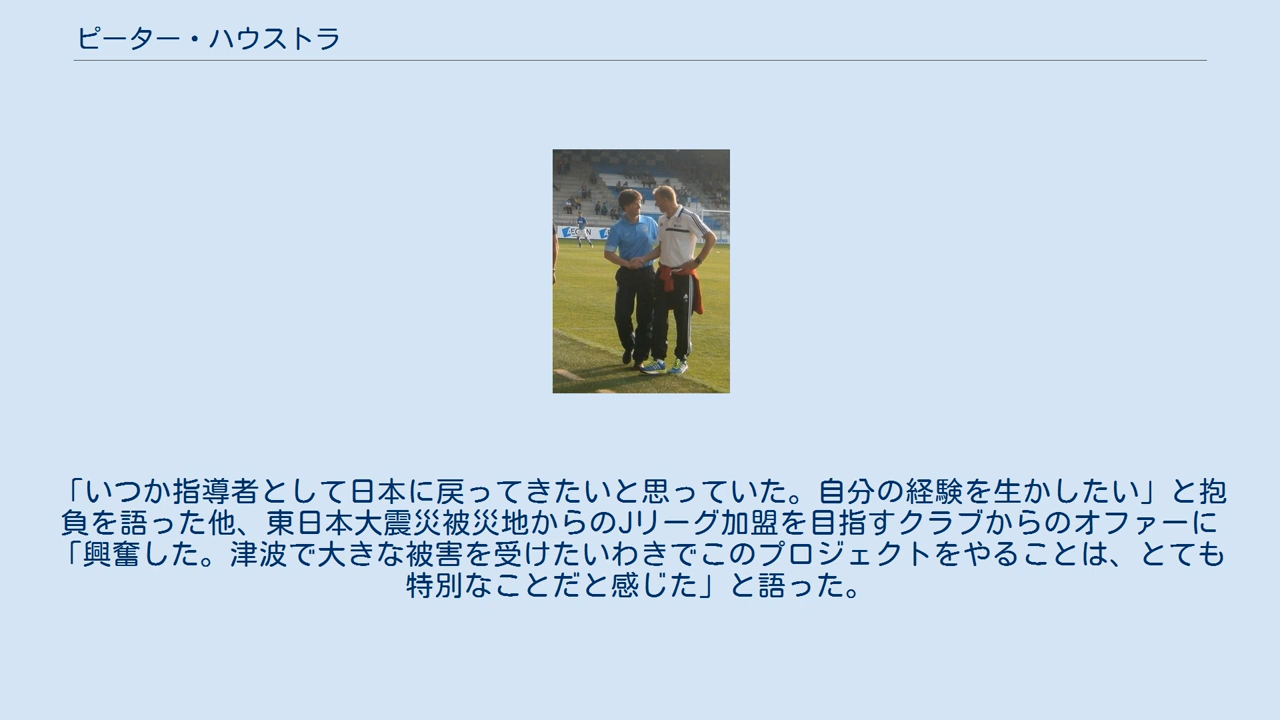 ピーター・ハウストラ
「いつか指導者として日本に戻ってきたいと思っていた。自分の経験を生かしたい」と抱
負を語った他、東日本大震災被災地からのJリーグ加盟を目指すクラブからのオファーに
「興奮した。津波で大きな被害を受けたいわきでこのプロジェクトをやることは、とても
特別なことだと感じた」と語った。